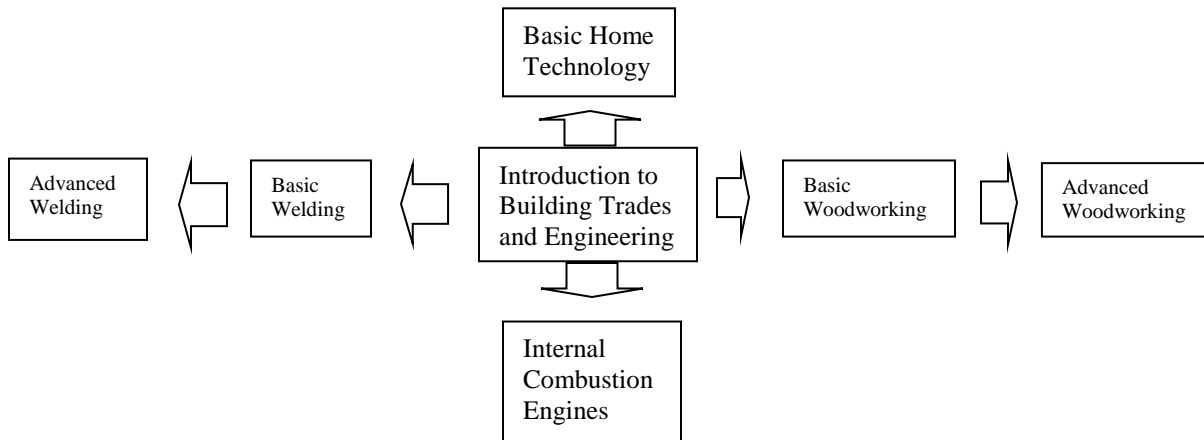 Basic Home
Technology
Advanced
Welding
Basic
Welding
Introduction to
Building Trades
and Engineering
Basic
Woodworking
Advanced
Woodworking
Internal
Combustion
Engines